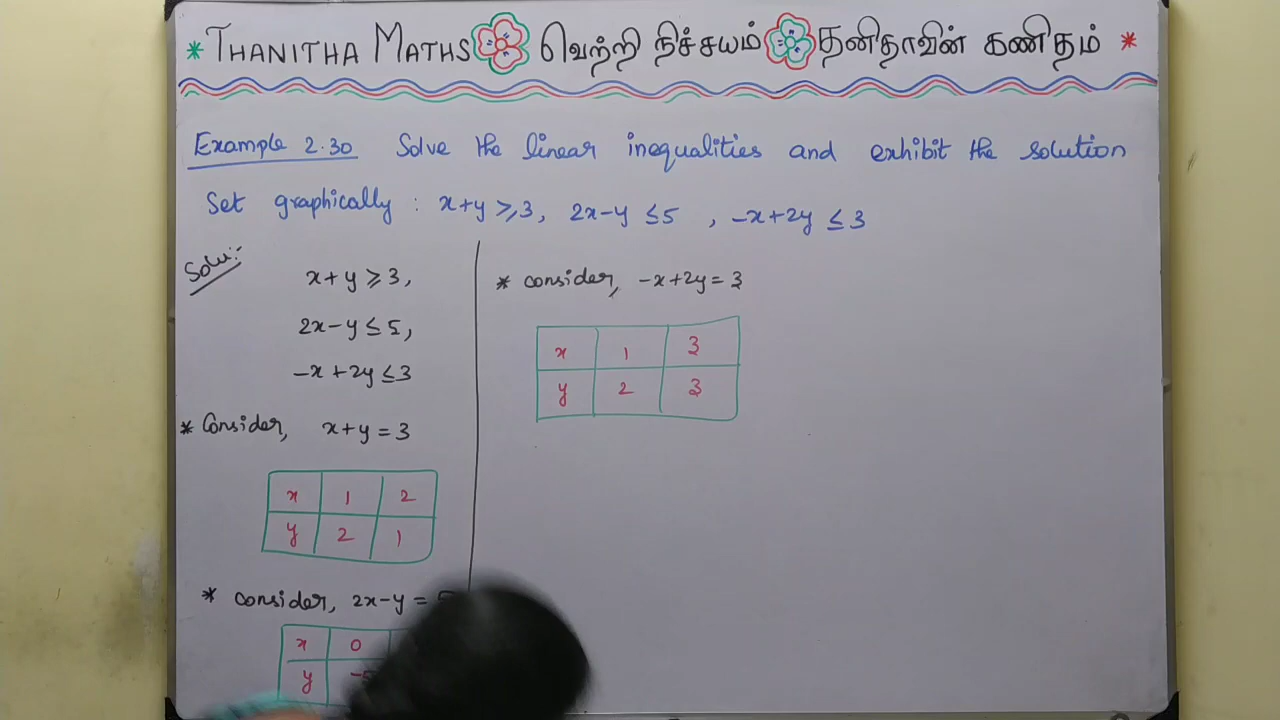 * THANITHA MATHS வெற்றி நிச்சயம் தனிதாவின் கணிதம் *
Example 2.30 Solve the linear inequalities and exhibit the solution
Set graphically : x+y ≥ 3, 2x-y ≤ 5 , -x+2y ≤ 3
Solu:-
x+y ≥ 3,
2x-y ≤ 5,
-x+2y ≤ 3
* Consider, x+y = 3
x 1 2
y 2 1
* consider, 2x-y =
x 0
y -5
* consider, -x+2y = 3
x 1 3
y 2 3